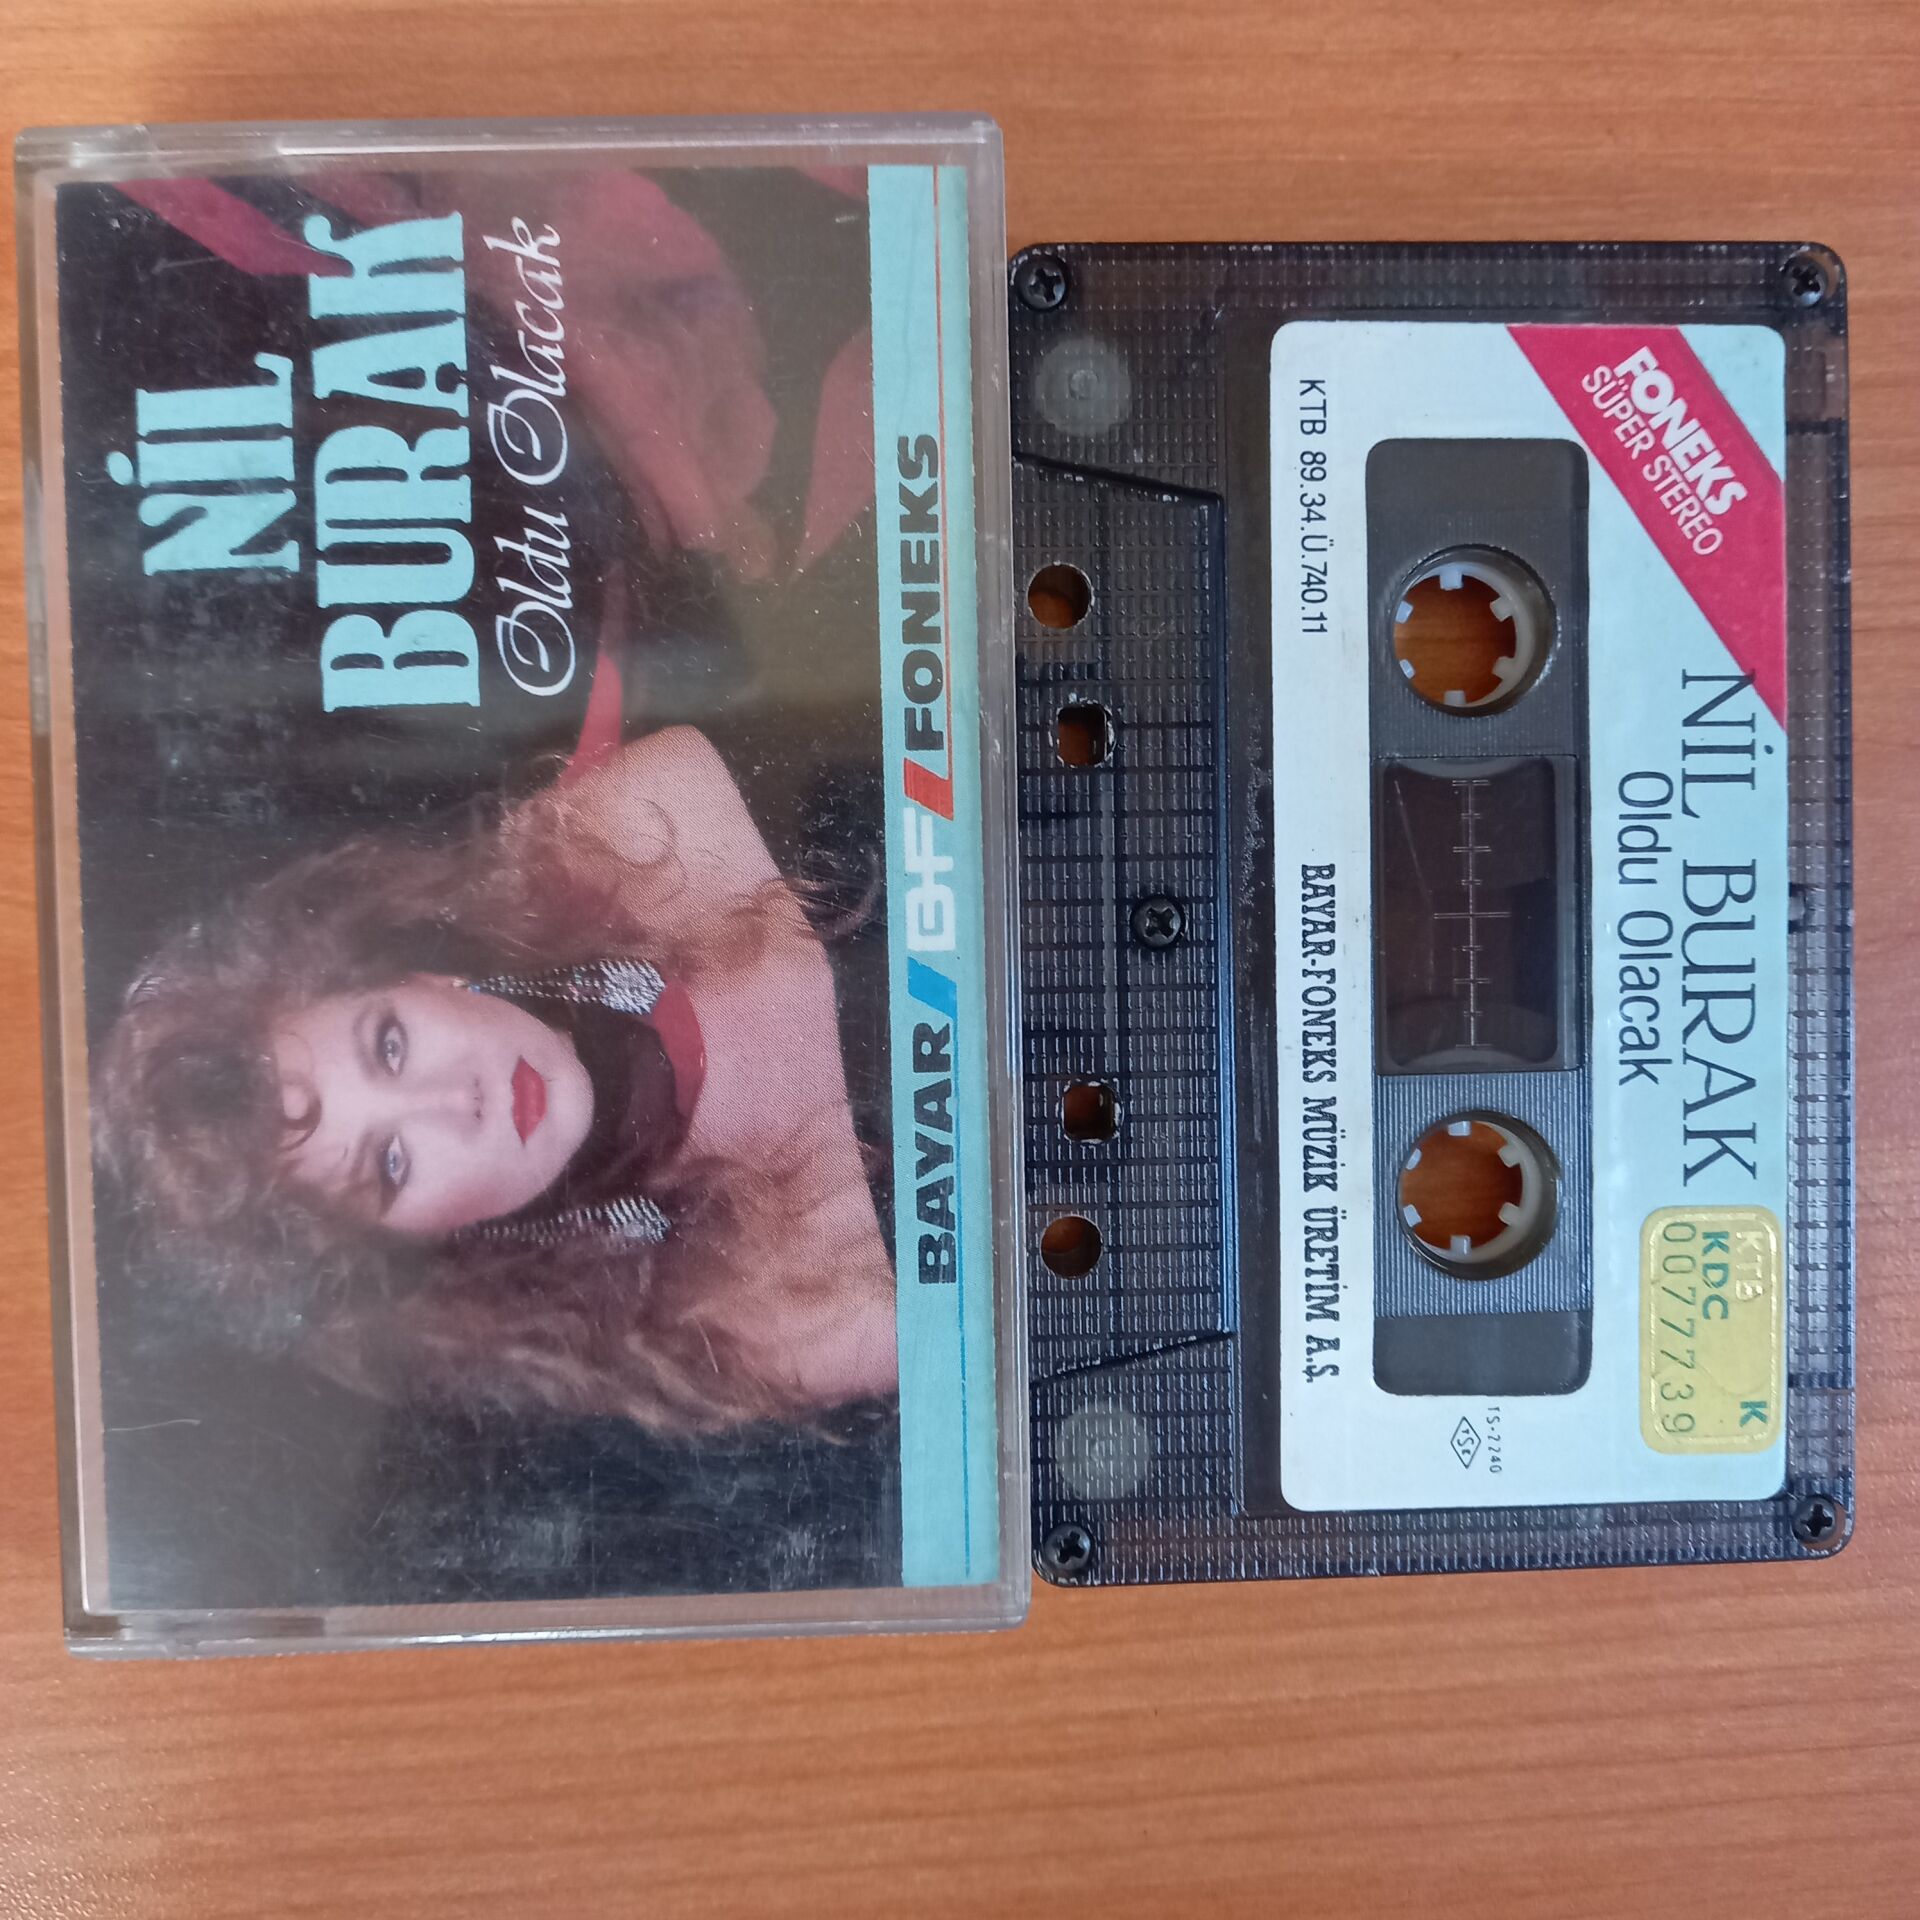 NİL
BURAK
Oldu Olacak
BAYAR/BF/FONEKS
FONEKS
SÜPER STEREO
NİL BURAK
Oldu Olacak
KTB K
KDC
0077739
TS-2240
TSE
KTB 89.34.Ü.740.11
BAYAR-FONEKS MÜZİK ÜRETİM A.Ş.